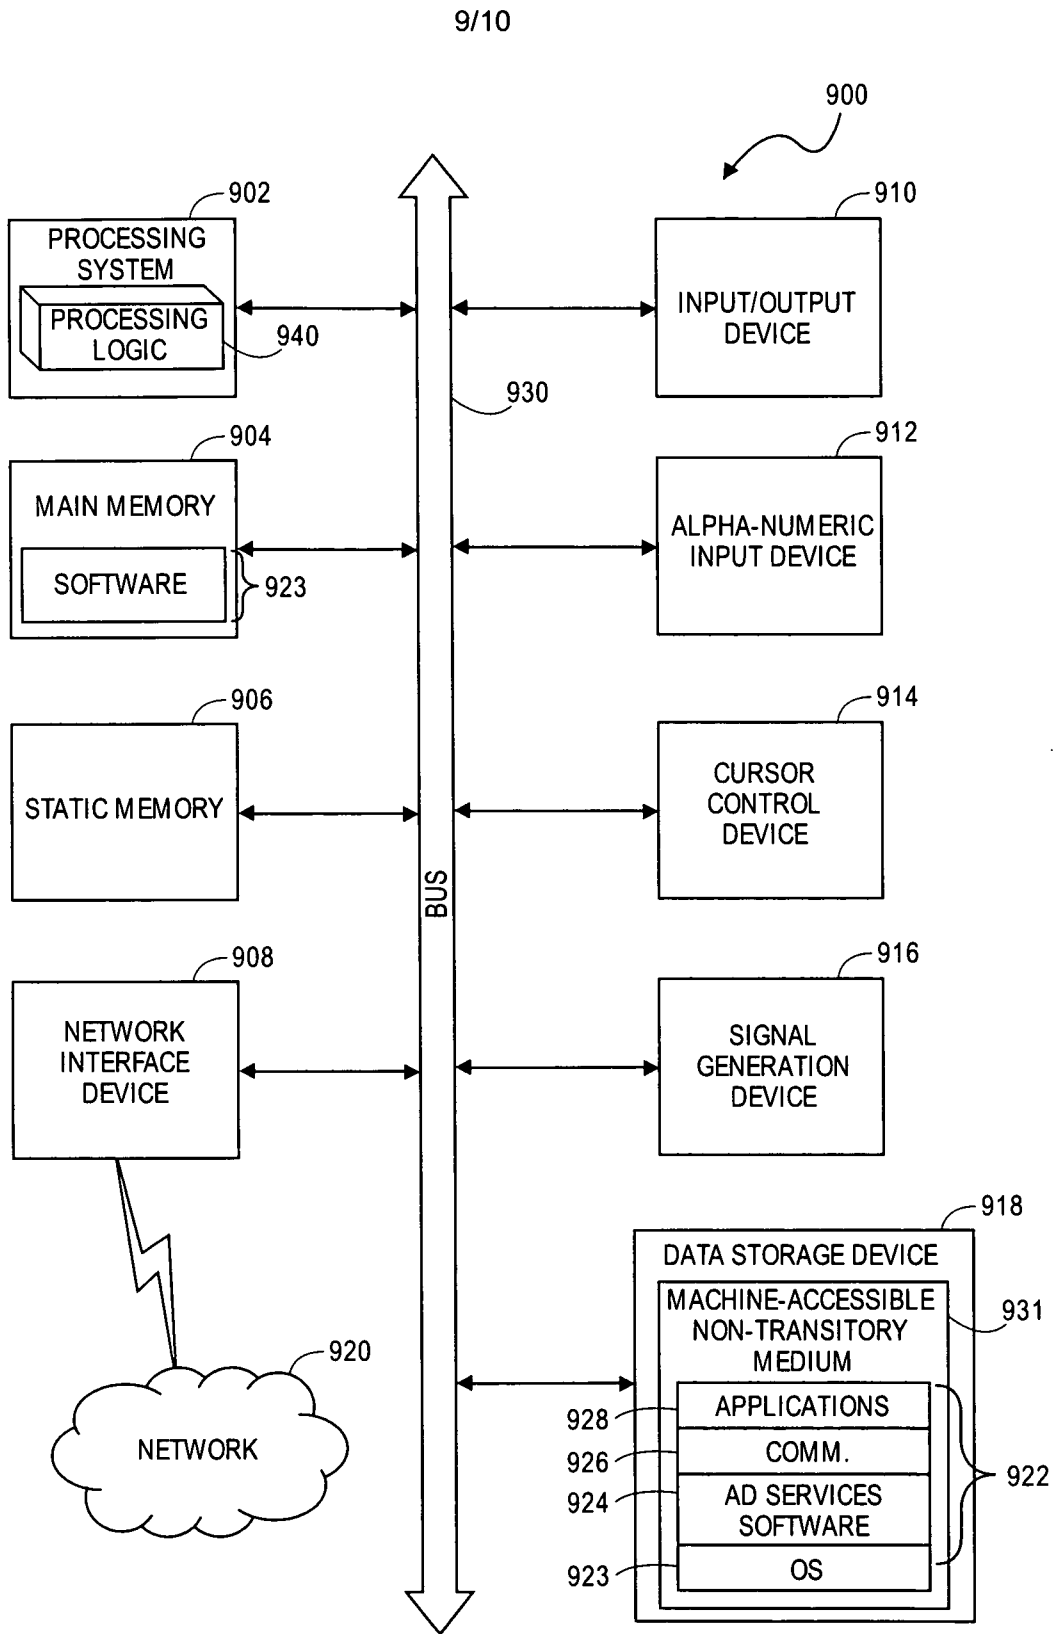 9/10
900
902
PROCESSING
SYSTEM
PROCESSING
LOGIC
940
910
INPUT/OUTPUT
DEVICE
930
904
MAIN MEMORY
SOFTWARE
923
912
ALPHA-NUMERIC
INPUT DEVICE
906
STATIC MEMORY
914
CURSOR
CONTROL
DEVICE
BUS
908
NETWORK
INTERFACE
DEVICE
916
SIGNAL
GENERATION
DEVICE
920
NETWORK
918
DATA STORAGE DEVICE
MACHINE-ACCESSIBLE
NON-TRANSITORY
MEDIUM
931
928
APPLICATIONS
926
COMM.
924
AD SERVICES
SOFTWARE
923
OS
922